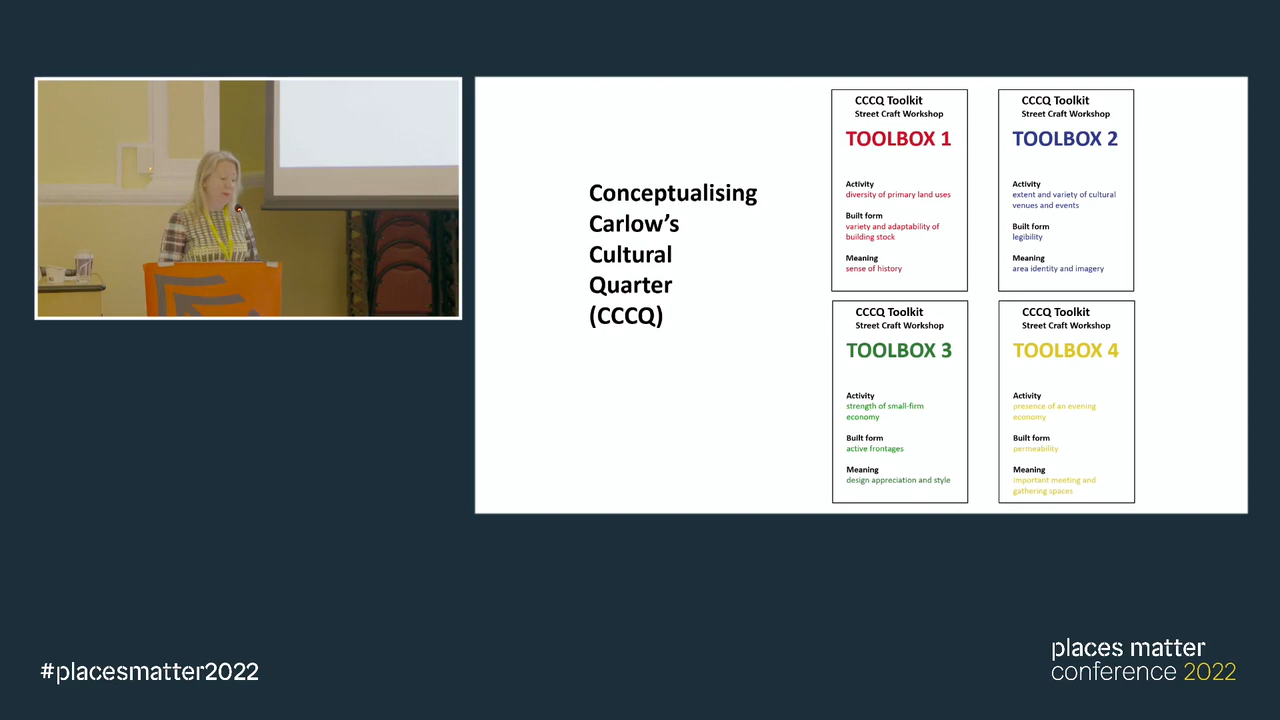 Conceptualising
Carlow's
Cultural
Quarter
(CCCQ)
CCCQ Toolkit
Street Craft Workshop
TOOLBOX 1
Activity
diversity of primary land uses
Built form
variety and adaptability of
building stock
Meaning
sense of history
CCCQ Toolkit
Street Craft Workshop
TOOLBOX 2
Activity
extent and variety of cultural
venues and events
Built form
legibility
Meaning
area identity and imagery
CCCQ Toolkit
Street Craft Workshop
TOOLBOX 3
Activity
strength of small-firm
economy
Built form
active frontages
Meaning
design appreciation and style
CCCQ Toolkit
Street Craft Workshop
TOOLBOX 4
Activity
presence of an evening
economy
Built form
permeability
Meaning
important meeting and
gathering spaces
#placesmatter2022
places matter
conference 2022